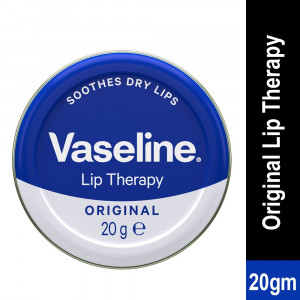 SOOTHES DRY LIPS
Vaseline®
Lip Therapy
ORIGINAL
20 g ℮
Original Lip Therapy
20gm